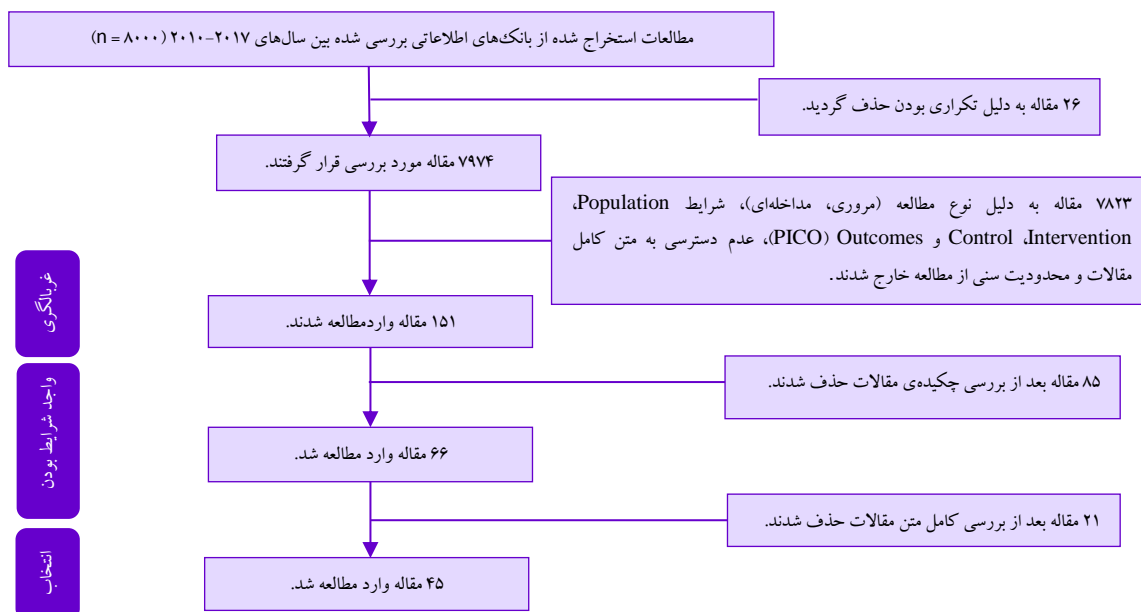 مطالعات استخراج شده از بانک‌های اطلاعاتی بررسی شده بین سال‌های ۲۰۱۷-۲۰۱۰ (n = ۸۰۰۰)
۲۶ مقاله به دلیل تکراری بودن حذف گردید.
۷۹۷۴ مقاله مورد بررسی قرار گرفتند.
۷۸۲۳ مقاله به دلیل نوع مطالعه (مروری، مداخله‌ای)، شرایط Population،
Intervention، Control و Outcomes (PICO)، عدم دسترسی به متن کامل
مقالات و محدودیت سنی از مطالعه خارج شدند.
غربالگری
۱۵۱ مقاله واردمطالعه شدند.
۸۵ مقاله بعد از بررسی چکیده‌ی مقالات حذف شدند.
واجد شرایط بودن
۶۶ مقاله وارد مطالعه شد.
۲۱ مقاله بعد از بررسی کامل متن مقالات حذف شدند.
انتخاب
۴۵ مقاله وارد مطالعه شد.